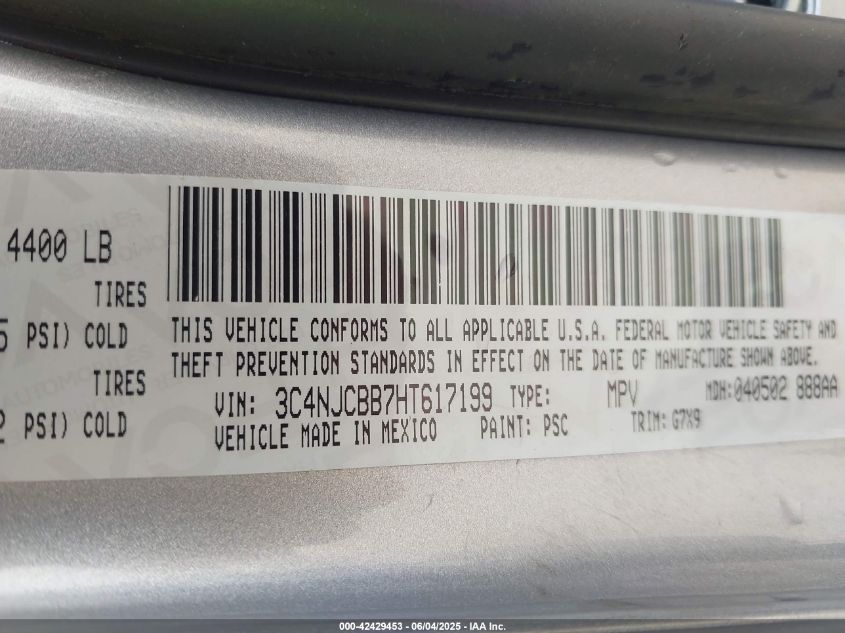 4400 LB
TIRES
5 PSI) COLD
TIRES
2 PSI) COLD
THIS VEHICLE CONFORMS TO ALL APPLICABLE U.S.A. FEDERAL MOTOR VEHICLE SAFETY AND
THEFT PREVENTION STANDARDS IN EFFECT ON THE DATE OF MANUFACTURE SHOWN ABOVE.
VIN: 3C4NJCBB7HT617199 TYPE: MPV MDH:040502 888AA
VEHICLE MADE IN MEXICO PAINT: PSC TRIM: G7X9
000-42429453 - 06/04/2025 - IAA Inc.